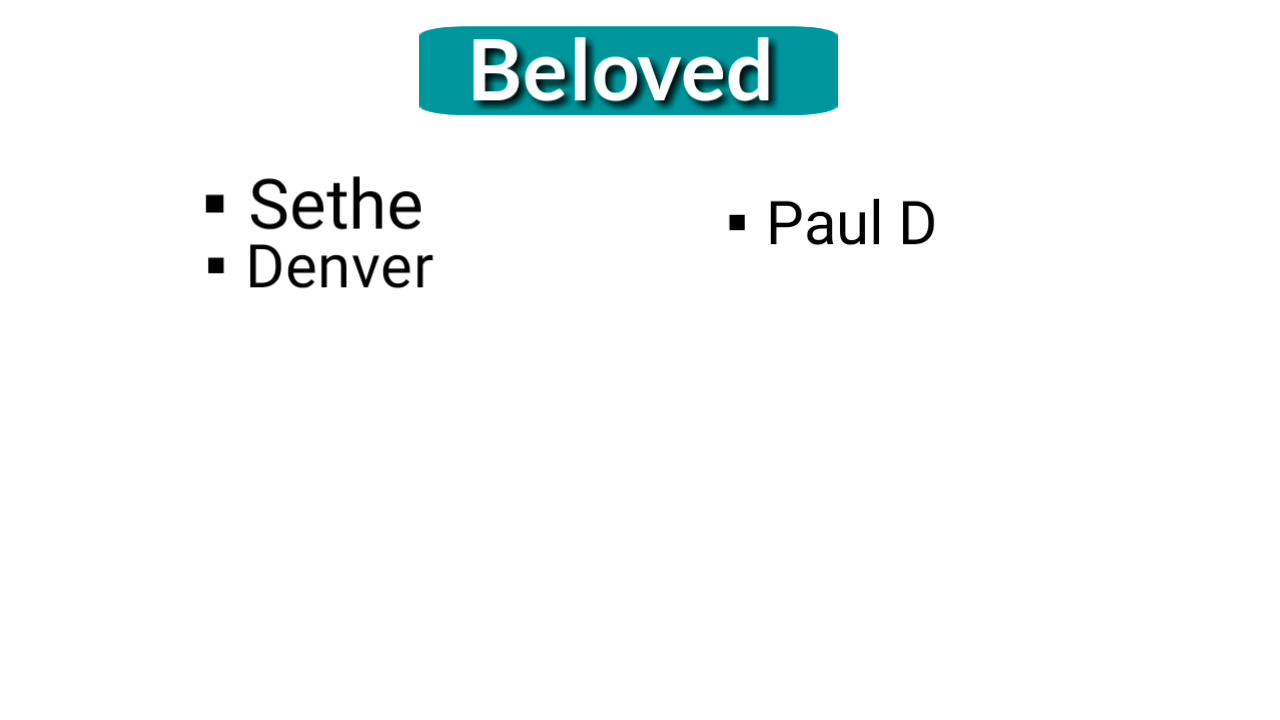 Beloved
▪ Sethe
▪ Denver
▪ Paul D